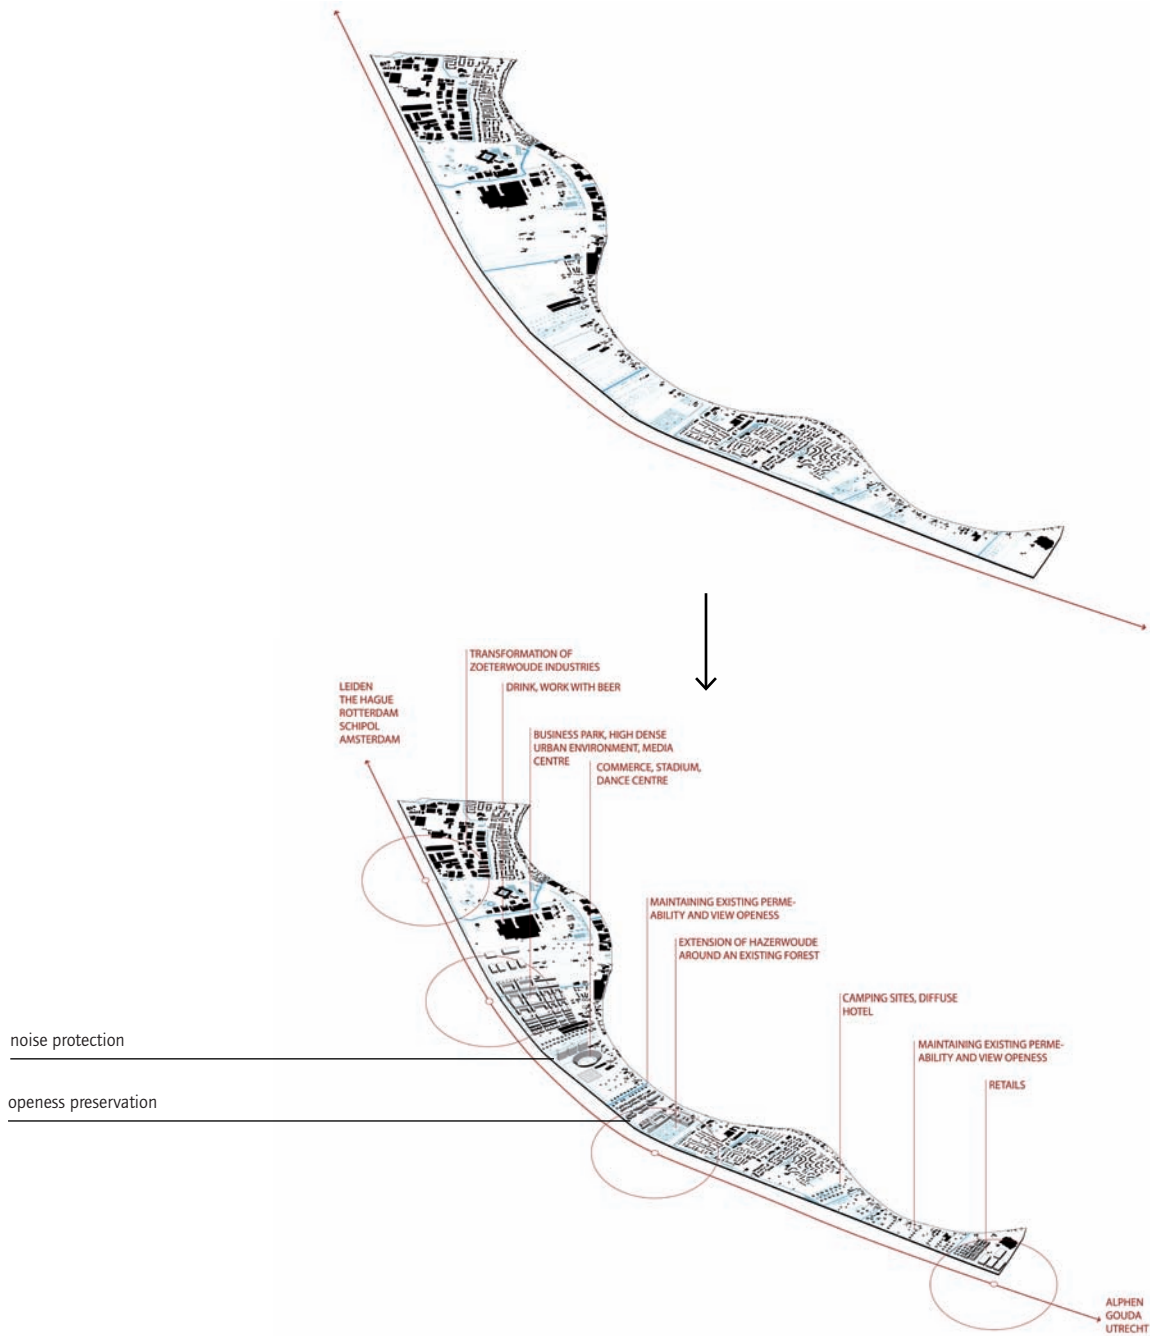 TRANSFORMATION OF
ZOETERWOUDE INDUSTRIES
LEIDEN
THE HAGUE
ROTTERDAM
SCHIPOL
AMSTERDAM
DRINK, WORK WITH BEER
BUSINESS PARK, HIGH DENSE
URBAN ENVIRONMENT, MEDIA
CENTRE
COMMERCE, STADIUM,
DANCE CENTRE
MAINTAINING EXISTING PERME-
ABILITY AND VIEW OPENESS
EXTENSION OF HAZERWOUDE
AROUND AN EXISTING FOREST
CAMPING SITES, DIFFUSE
HOTEL
MAINTAINING EXISTING PERME-
ABILITY AND VIEW OPENESS
RETAILS
noise protection
openess preservation
ALPHEN
GOUDA
UTRECHT